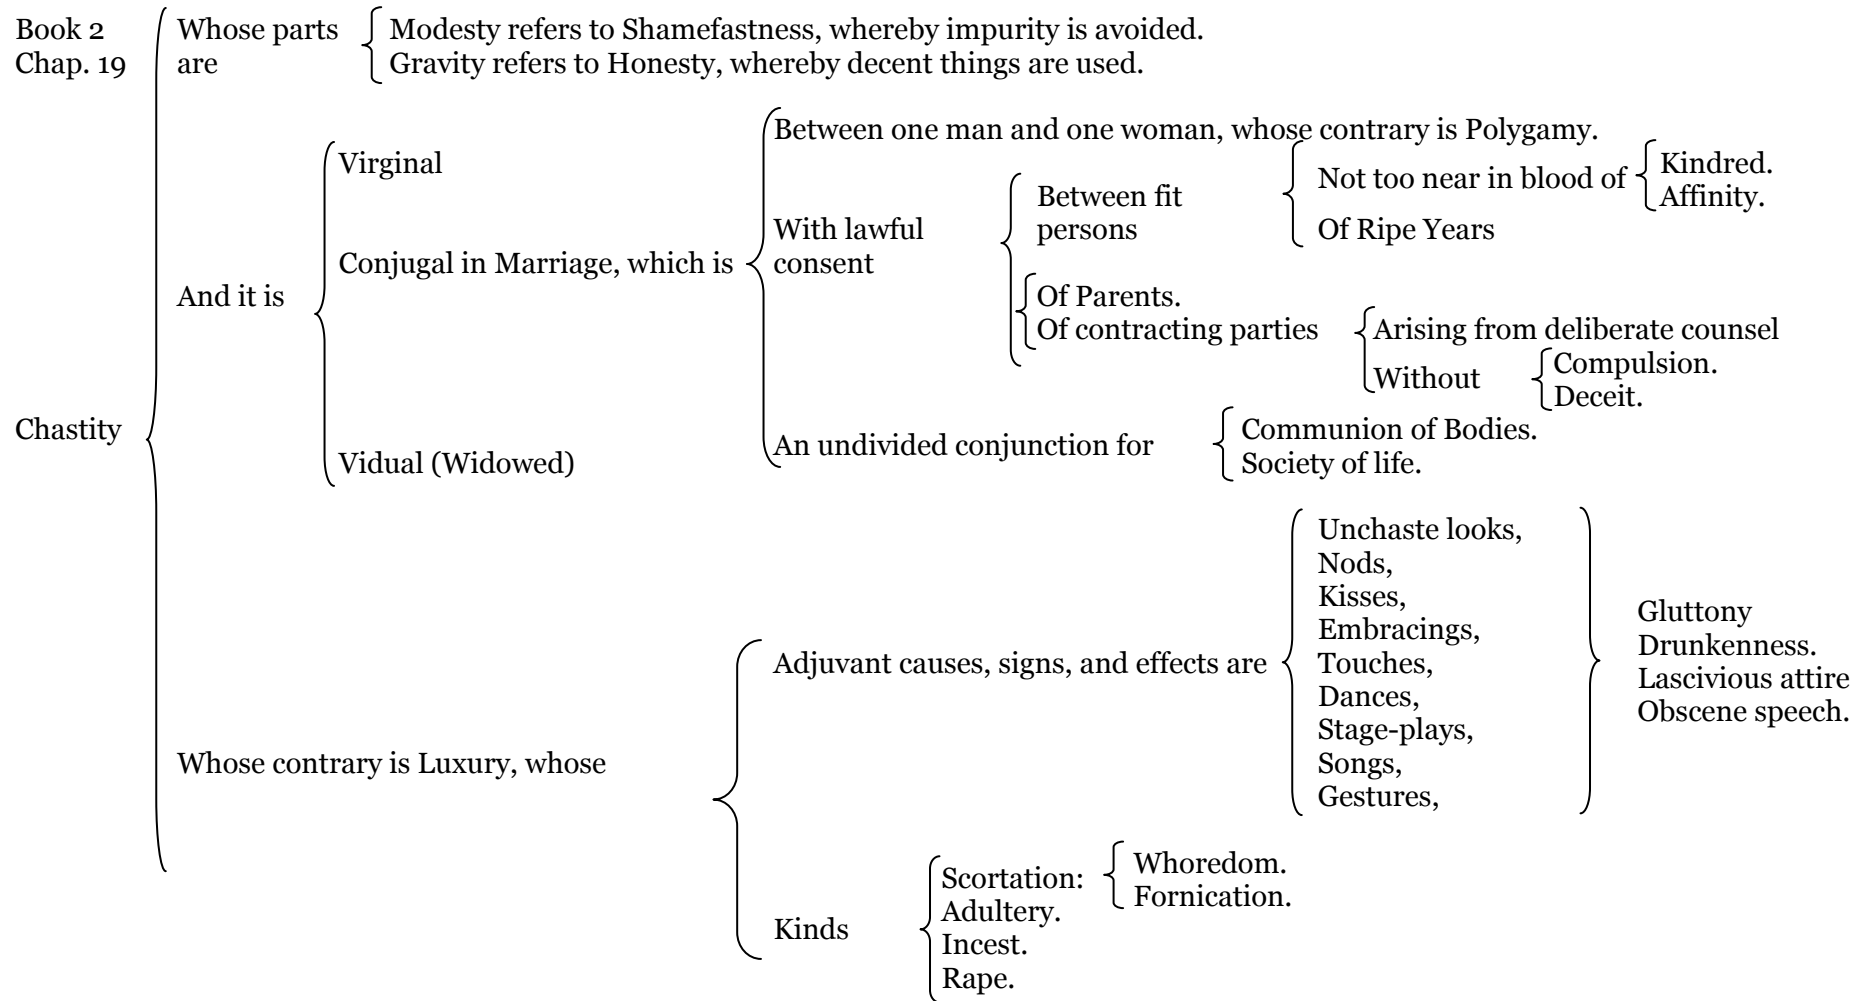 Book 2
Chap. 19
Whose parts
are
Modesty refers to Shamefastness, whereby impurity is avoided.
Gravity refers to Honesty, whereby decent things are used.
Chastity
And it is
Virginal
Conjugal in Marriage, which is
Between one man and one woman, whose contrary is Polygamy.
With lawful
consent
Between fit
persons
Not too near in blood of
Kindred.
Affinity.
Of Ripe Years
Of Parents.
Of contracting parties
Arising from deliberate counsel
Without
Compulsion.
Deceit.
An undivided conjunction for
Communion of Bodies.
Society of life.
Vidual (Widowed)
Whose contrary is Luxury, whose
Adjuvant causes, signs, and effects are
Unchaste looks,
Nods,
Kisses,
Embracings,
Touches,
Dances,
Stage-plays,
Songs,
Gestures,
Gluttony
Drunkenness.
Lascivious attire
Obscene speech.
Kinds
Scortation:
Whoredom.
Fornication.
Adultery.
Incest.
Rape.